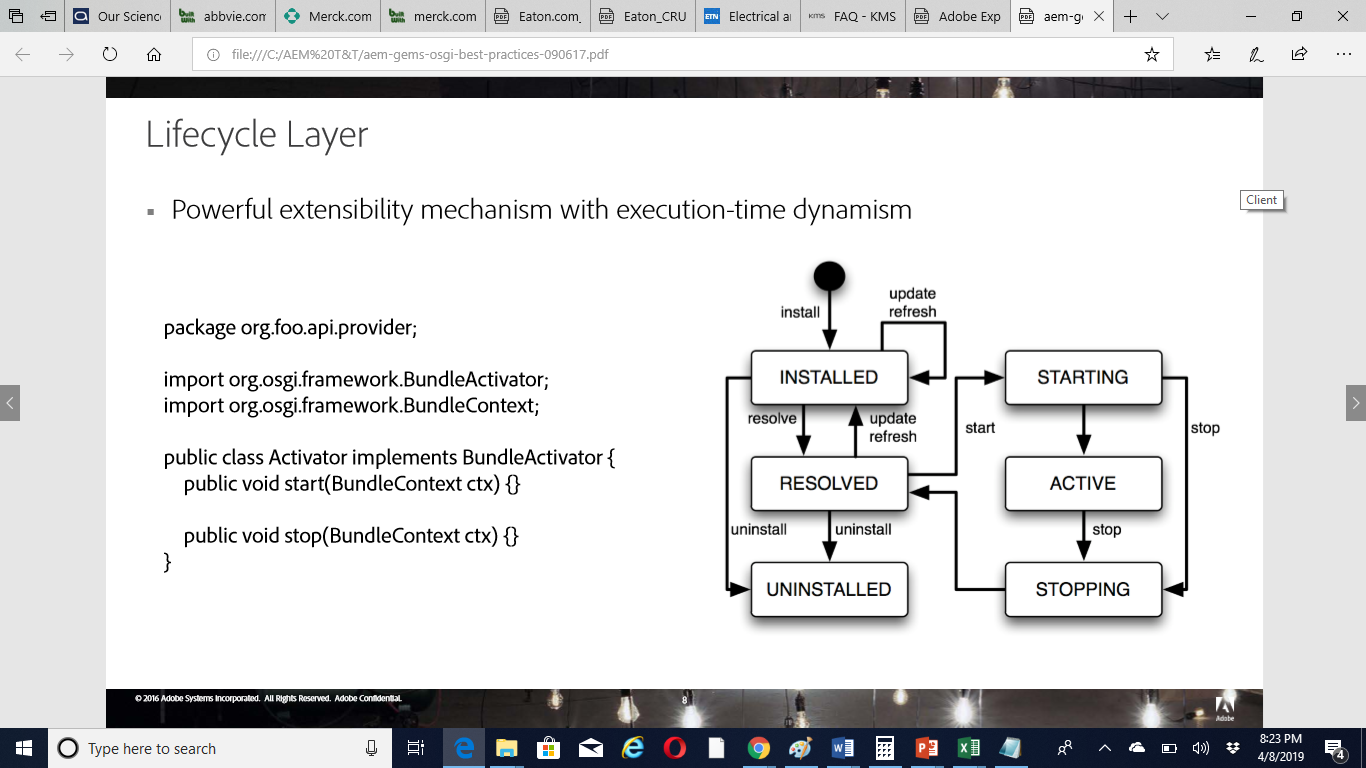 Our Scienc
abbvie.com
Merck.com
merck.com
Eaton.com_
Eaton_CRU
ETN
Electrical an
KMS
FAQ - KMS
Adobe Exp
aem-ge
file:///C:/AEM%20T&T/aem-gems-osgi-best-practices-090617.pdf
Lifecycle Layer
Powerful extensibility mechanism with execution-time dynamism
Client
package org.foo.api.provider;
import org.osgi.framework.BundleActivator;
import org.osgi.framework.BundleContext;
public class Activator implements BundleActivator {
public void start(BundleContext ctx) {}
public void stop(BundleContext ctx) {}
}
install
update
refresh
INSTALLED
STARTING
resolve
update
refresh
start
stop
RESOLVED
ACTIVE
uninstall
uninstall
stop
UNINSTALLED
STOPPING
© 2016 Adobe Systems Incorporated. All Rights Reserved. Adobe Confidential.
8
Adobe
Type here to search
8:23 PM
4/8/2019
4